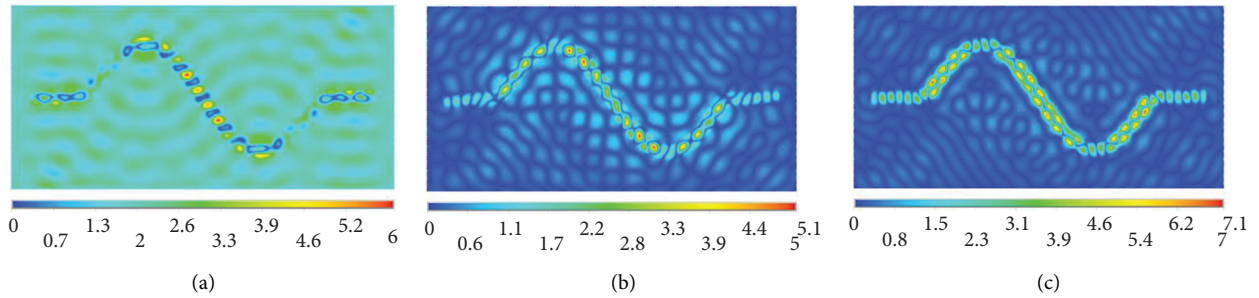 0 1.3 2.6 3.9 5.2 6
0.7 2 3.3 4.6
(a)
0 1.1 2.2 3.3 4.4 5.1
0.6 1.7 2.8 3.9 5
(b)
0 1.5 3.1 4.6 6.2 7.1
0.8 2.3 3.9 5.4 7
(c)